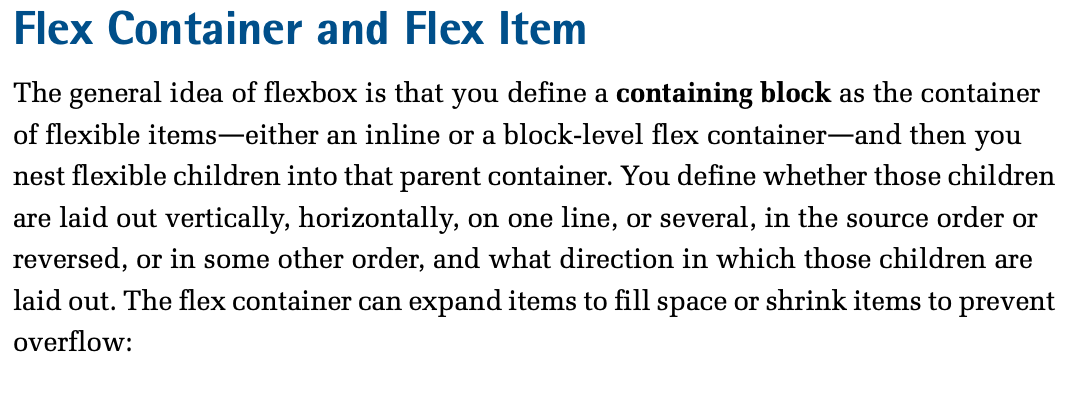 Flex Container and Flex Item
The general idea of flexbox is that you define a containing block as the container
of flexible items—either an inline or a block-level flex container—and then you
nest flexible children into that parent container. You define whether those children
are laid out vertically, horizontally, on one line, or several, in the source order or
reversed, or in some other order, and what direction in which those children are
laid out. The flex container can expand items to fill space or shrink items to prevent
overflow: